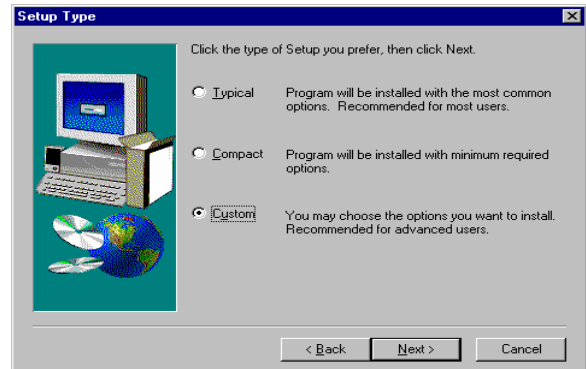 Setup Type
Click the type of Setup you prefer, then click Next.
Typical
Program will be installed with the most common
options. Recommended for most users.
Compact
Program will be installed with minimum required
options.
Custom
You may choose the options you want to install.
Recommended for advanced users.
< Back
Next >
Cancel